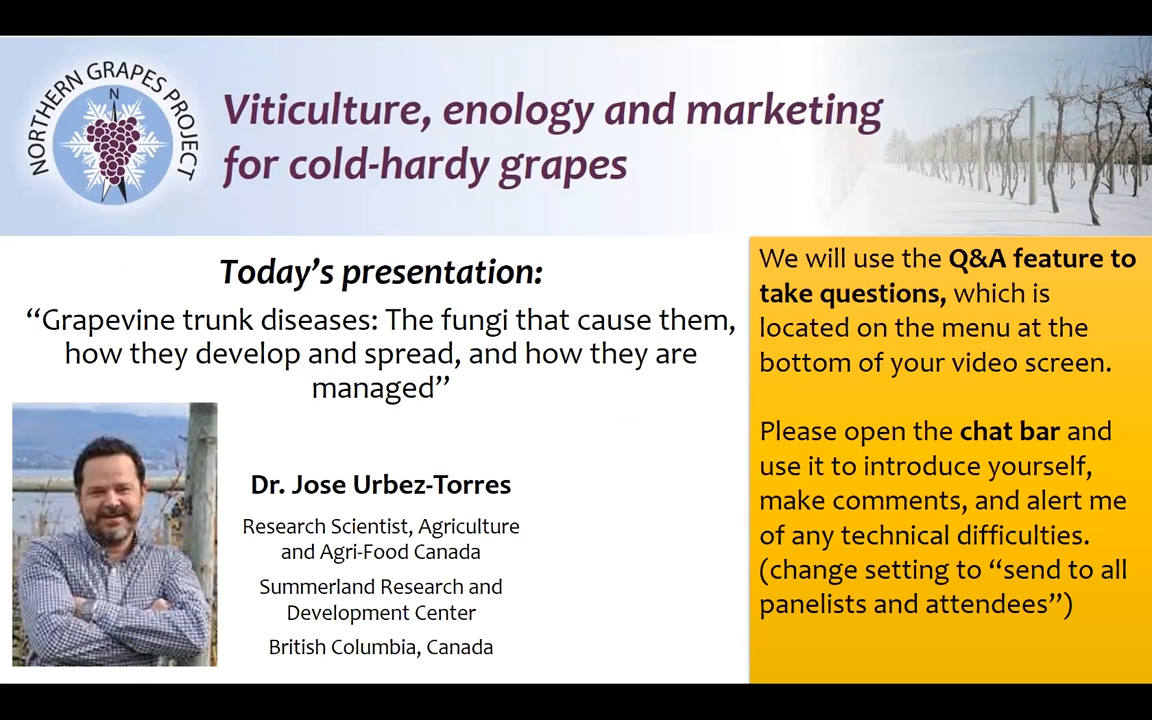 NORTHERN GRAPES PROJECT
N
Viticulture, enology and marketing
for cold-hardy grapes
Today's presentation:
“Grapevine trunk diseases: The fungi that cause them,
how they develop and spread, and how they are
managed”
Dr. Jose Urbez-Torres
Research Scientist, Agriculture
and Agri-Food Canada
Summerland Research and
Development Center
British Columbia, Canada
We will use the Q&A feature to
take questions, which is
located on the menu at the
bottom of your video screen.
Please open the chat bar and
use it to introduce yourself,
make comments, and alert me
of any technical difficulties.
(change setting to “send to all
panelists and attendees”)